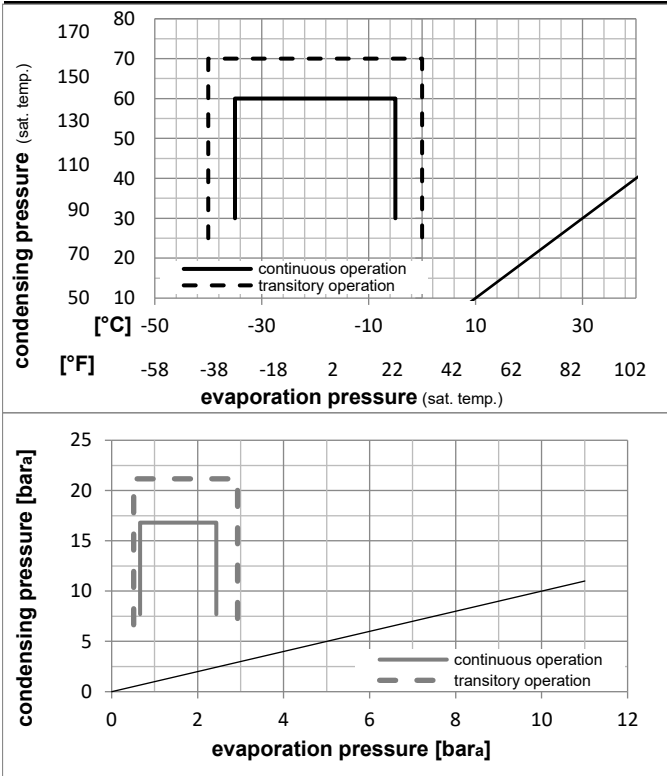 condensing pressure (sat. temp.)
170 80
150 70
130 60
50
110 40
90 30
70 20
50 10
continuous operation
transitory operation
[°C] -50 -30 -10 10 30
[°F] -58 -38 -18 2 22 42 62 82 102
evaporation pressure (sat. temp.)
condensing pressure [bara]
25
20
15
10
5
0
continuous operation
transitory operation
0 2 4 6 8 10 12
evaporation pressure [bara]